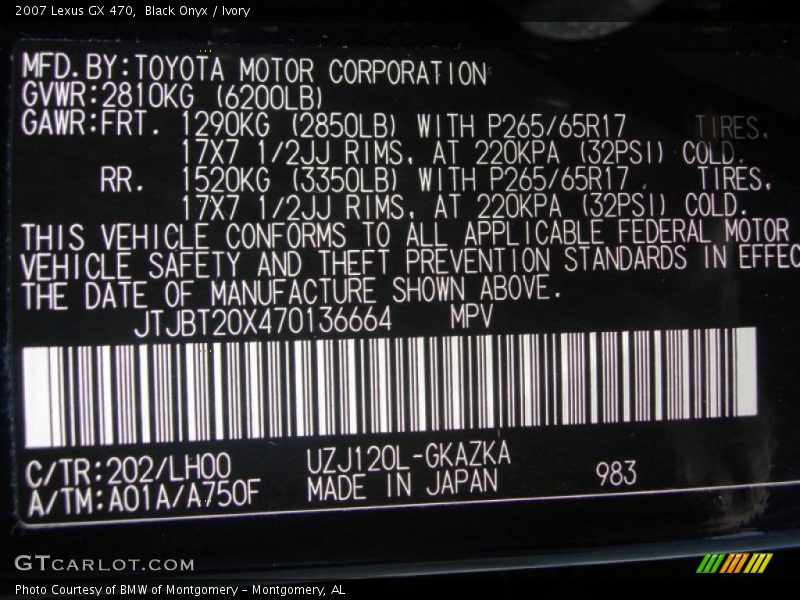 2007 Lexus GX 470,  Black Onyx / Ivory
MFD.BY:TOYOTA MOTOR CORPORATION
GVWR:2810KG (6200LB)
GAWR:FRT. 1290KG (2850LB) WITH P265/65R17 TIRES,
17X7 1/2JJ RIMS, AT 220KPA (32PSI) COLD.
RR. 1520KG (3350LB) WITH P265/65R17 TIRES,
17X7 1/2JJ RIMS, AT 220KPA (32PSI) COLD.
THIS VEHICLE CONFORMS TO ALL APPLICABLE FEDERAL MOTOR
VEHICLE SAFETY AND THEFT PREVENTION STANDARDS IN EFFEC
THE DATE OF MANUFACTURE SHOWN ABOVE.
JTJBT20X470136664 MPV
C/TR:202/LH00 UZJ120L-GKAZKA
A/TM:A01A/A750F MADE IN JAPAN 983
GTCARLOT.COM
Photo Courtesy of BMW of Montgomery - Montgomery, AL